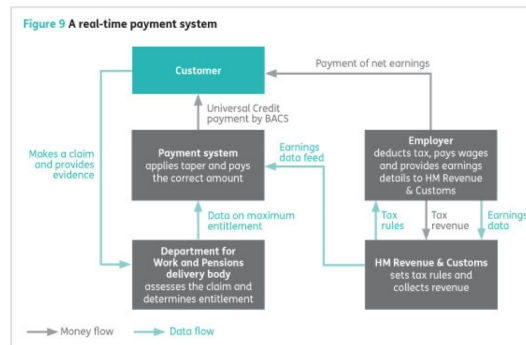 Figure 9 A real-time payment system
Customer
Payment of net earnings
Universal Credit
payment by BACS
Makes a claim
and provides
evidence
Payment system
applies taper and pays
the correct amount
Earnings
data feed
Employer
deducts tax, pays wages
and provides earnings
details to HM Revenue
& Customs
Data on maximum
entitlement
Tax
rules
Tax
revenue
Earnings
data
Department for
Work and Pensions
delivery body
assesses the claim and
determines entitlement
HM Revenue & Customs
sets tax rules and
collects revenue
Money flow
Data flow